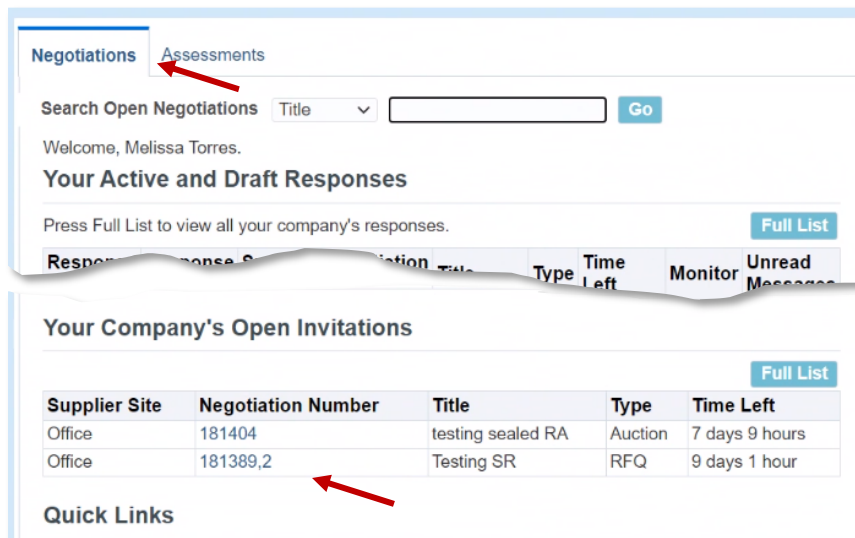 Negotiations Assessments
Search Open Negotiations Title Go
Welcome, Melissa Torres.
Your Active and Draft Responses
Press Full List to view all your company's responses. Full List
Type Time Left Monitor Unread
Your Company's Open Invitations
Full List
Supplier Site Negotiation Number Title Type Time Left
Office 181404 testing sealed RA Auction 7 days 9 hours
Office 181389,2 Testing SR RFQ 9 days 1 hour
Quick Links